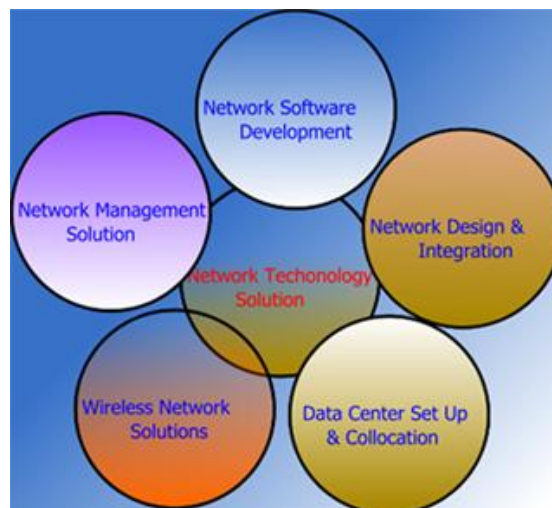 Network Software
Development
Network Management
Solution
Network Design &
Integration
Network Techonology
Solution
Wireless Network
Solutions
Data Center Set Up
& Collocation